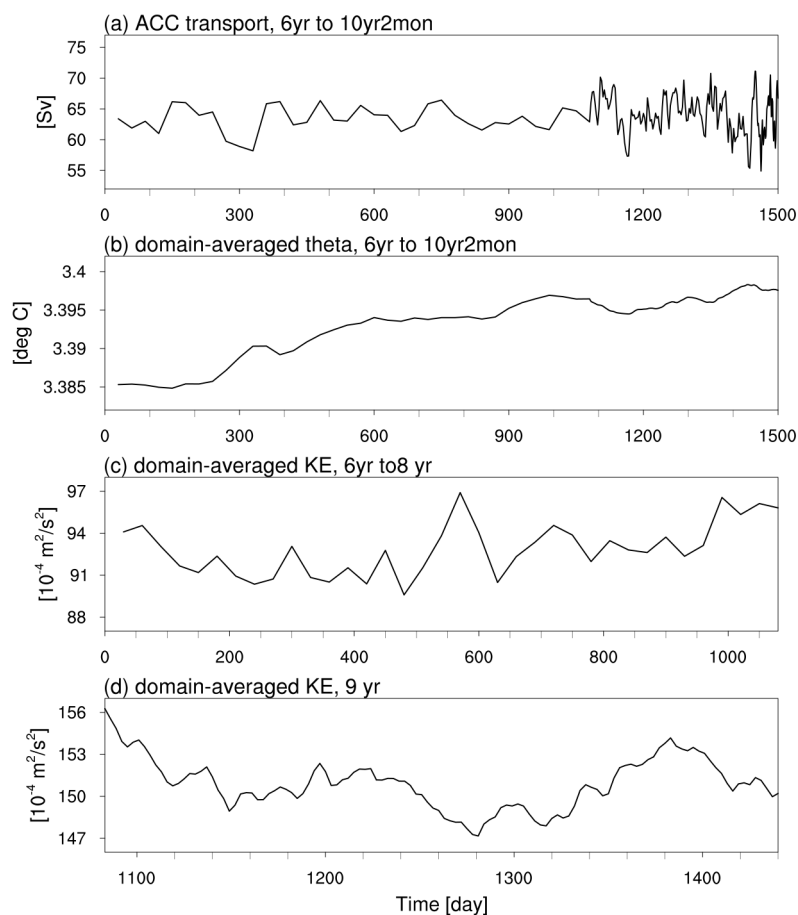 (a) ACC transport, 6yr to 10yr2mon
75
70
65
60
55
[Sv]
0 300 600 900 1200 1500
(b) domain-averaged theta, 6yr to 10yr2mon
3.4
3.395
3.39
3.385
[deg C]
0 300 600 900 1200 1500
(c) domain-averaged KE, 6yr to8 yr
97
94
91
88
[10⁻⁴ m²/s²]
0 200 400 600 800 1000
(d) domain-averaged KE, 9 yr
156
153
150
147
[10⁻⁴ m²/s²]
1100 1200 1300 1400
Time [day]